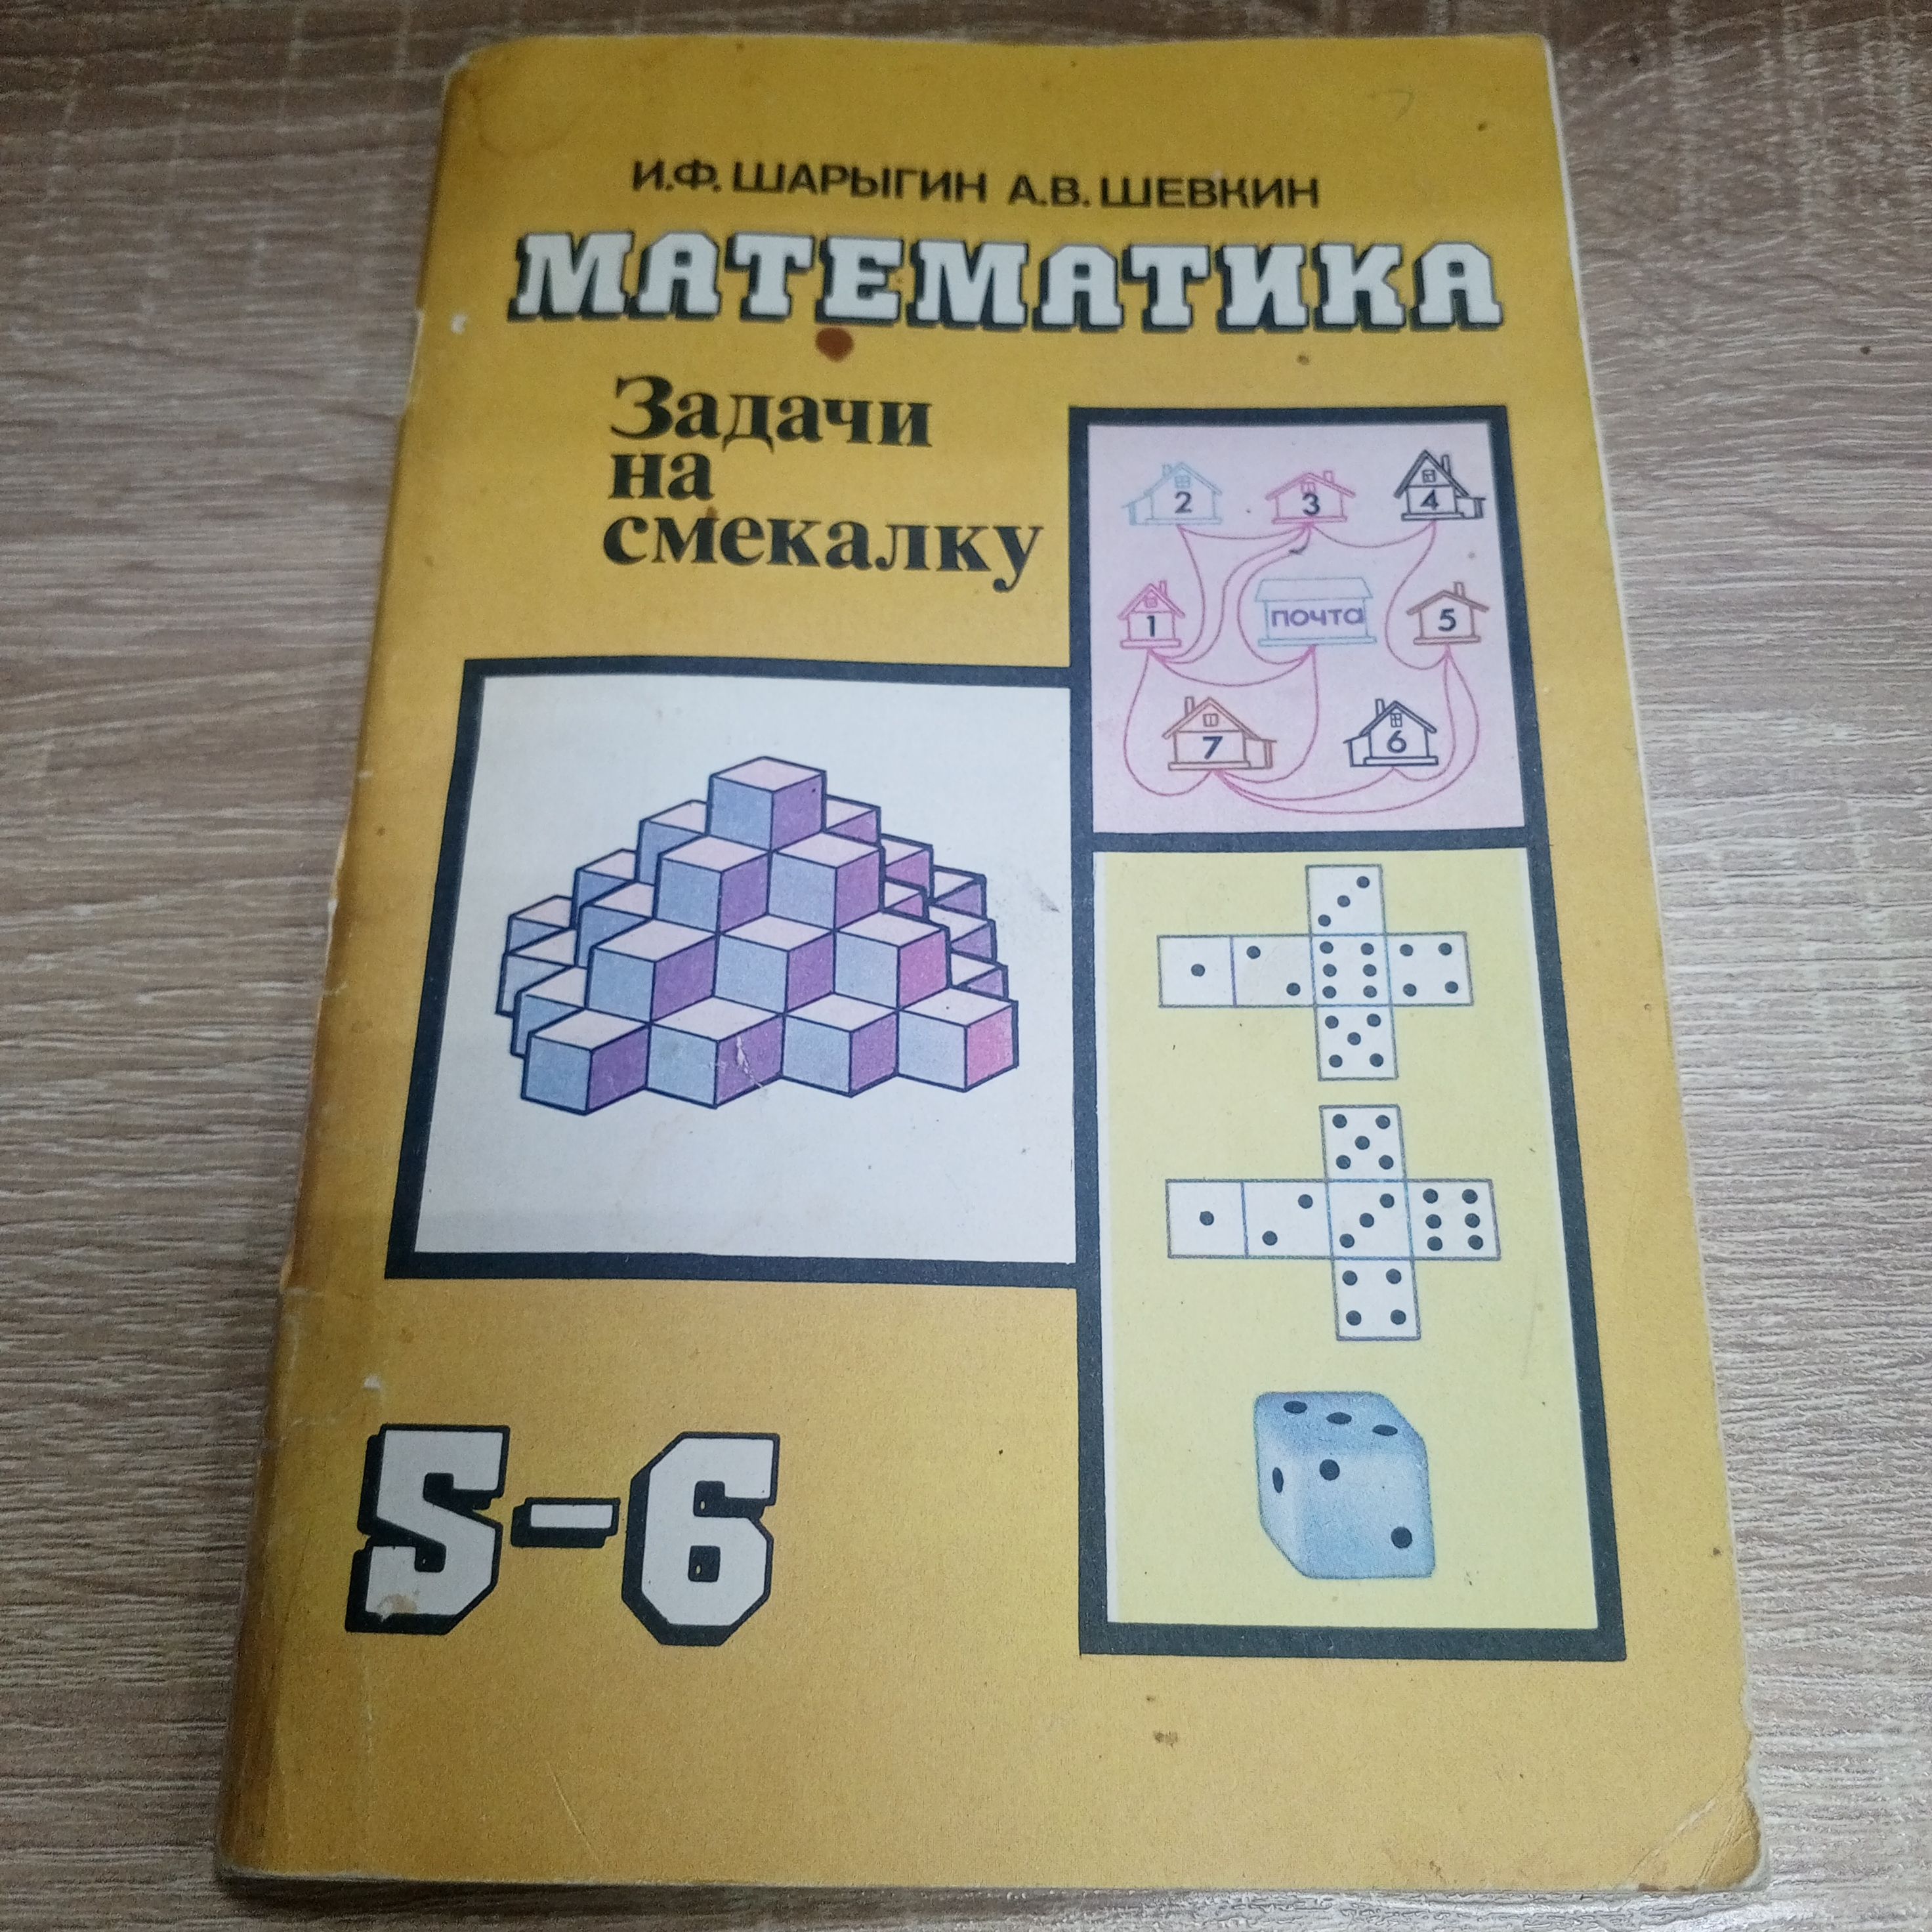 И.Ф. ШАРЫГИН А.В. ШЕВКИН
МАТЕМАТИКА
Задачи
на
смекалку
2 3 4
1 ПОЧТА 5
7 6
5-6